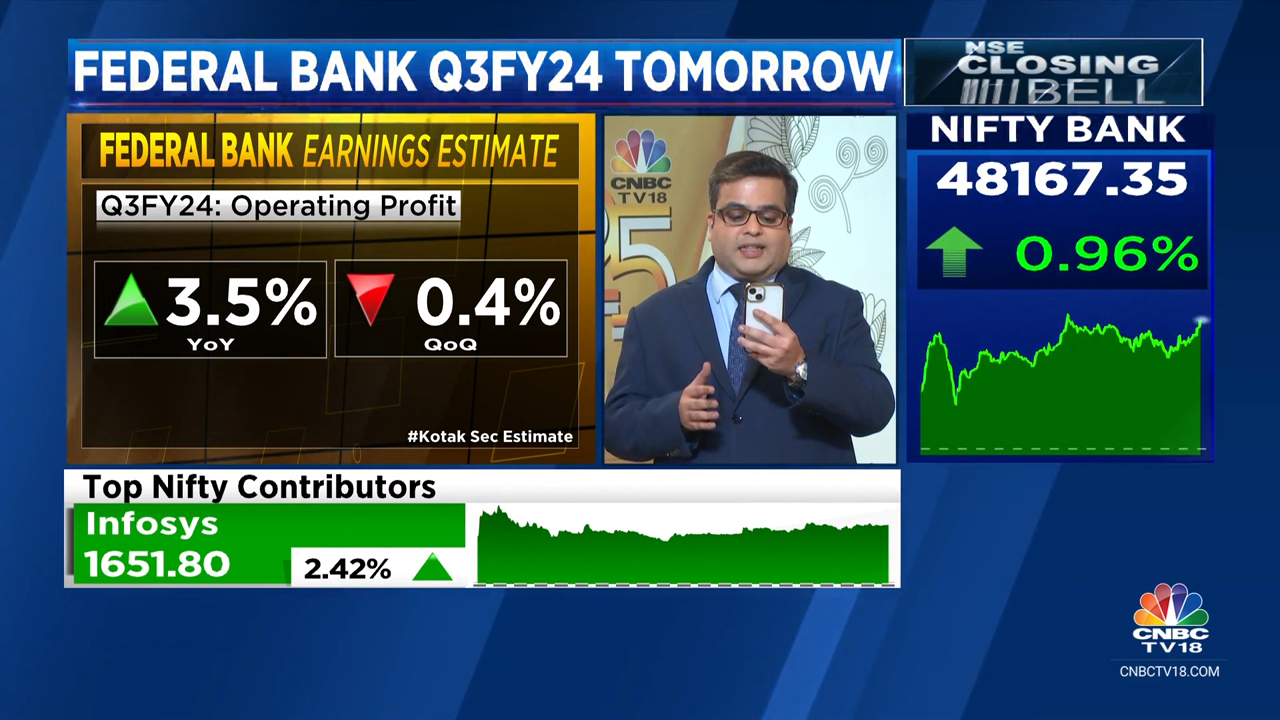 FEDERAL BANK Q3FY24 TOMORROW
NSE
CLOSING
BELL
FEDERAL BANK EARNINGS ESTIMATE
Q3FY24: Operating Profit
3.5%
YoY
0.4%
QoQ
#Kotak Sec Estimate
CNBC
TV18
25
NIFTY BANK
48167.35
0.96%
Top Nifty Contributors
Infosys
1651.80
2.42%
CNBC
TV18
CNBCTV18.COM